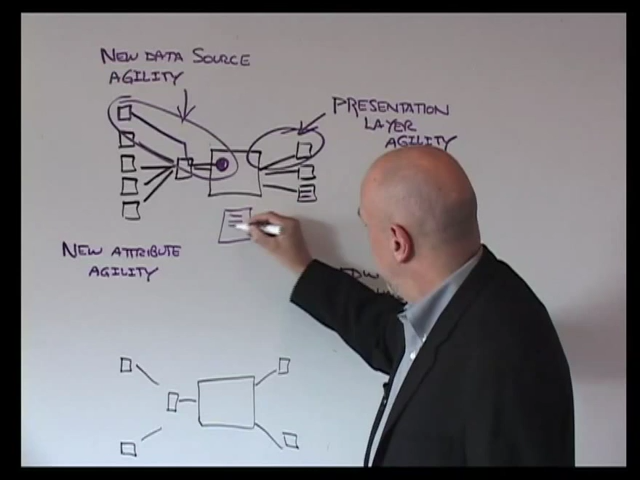 NEW DATA SOURCE
AGILITY
PRESENTATION
LAYER
AGILITY
NEW ATTRIBUTE
AGILITY